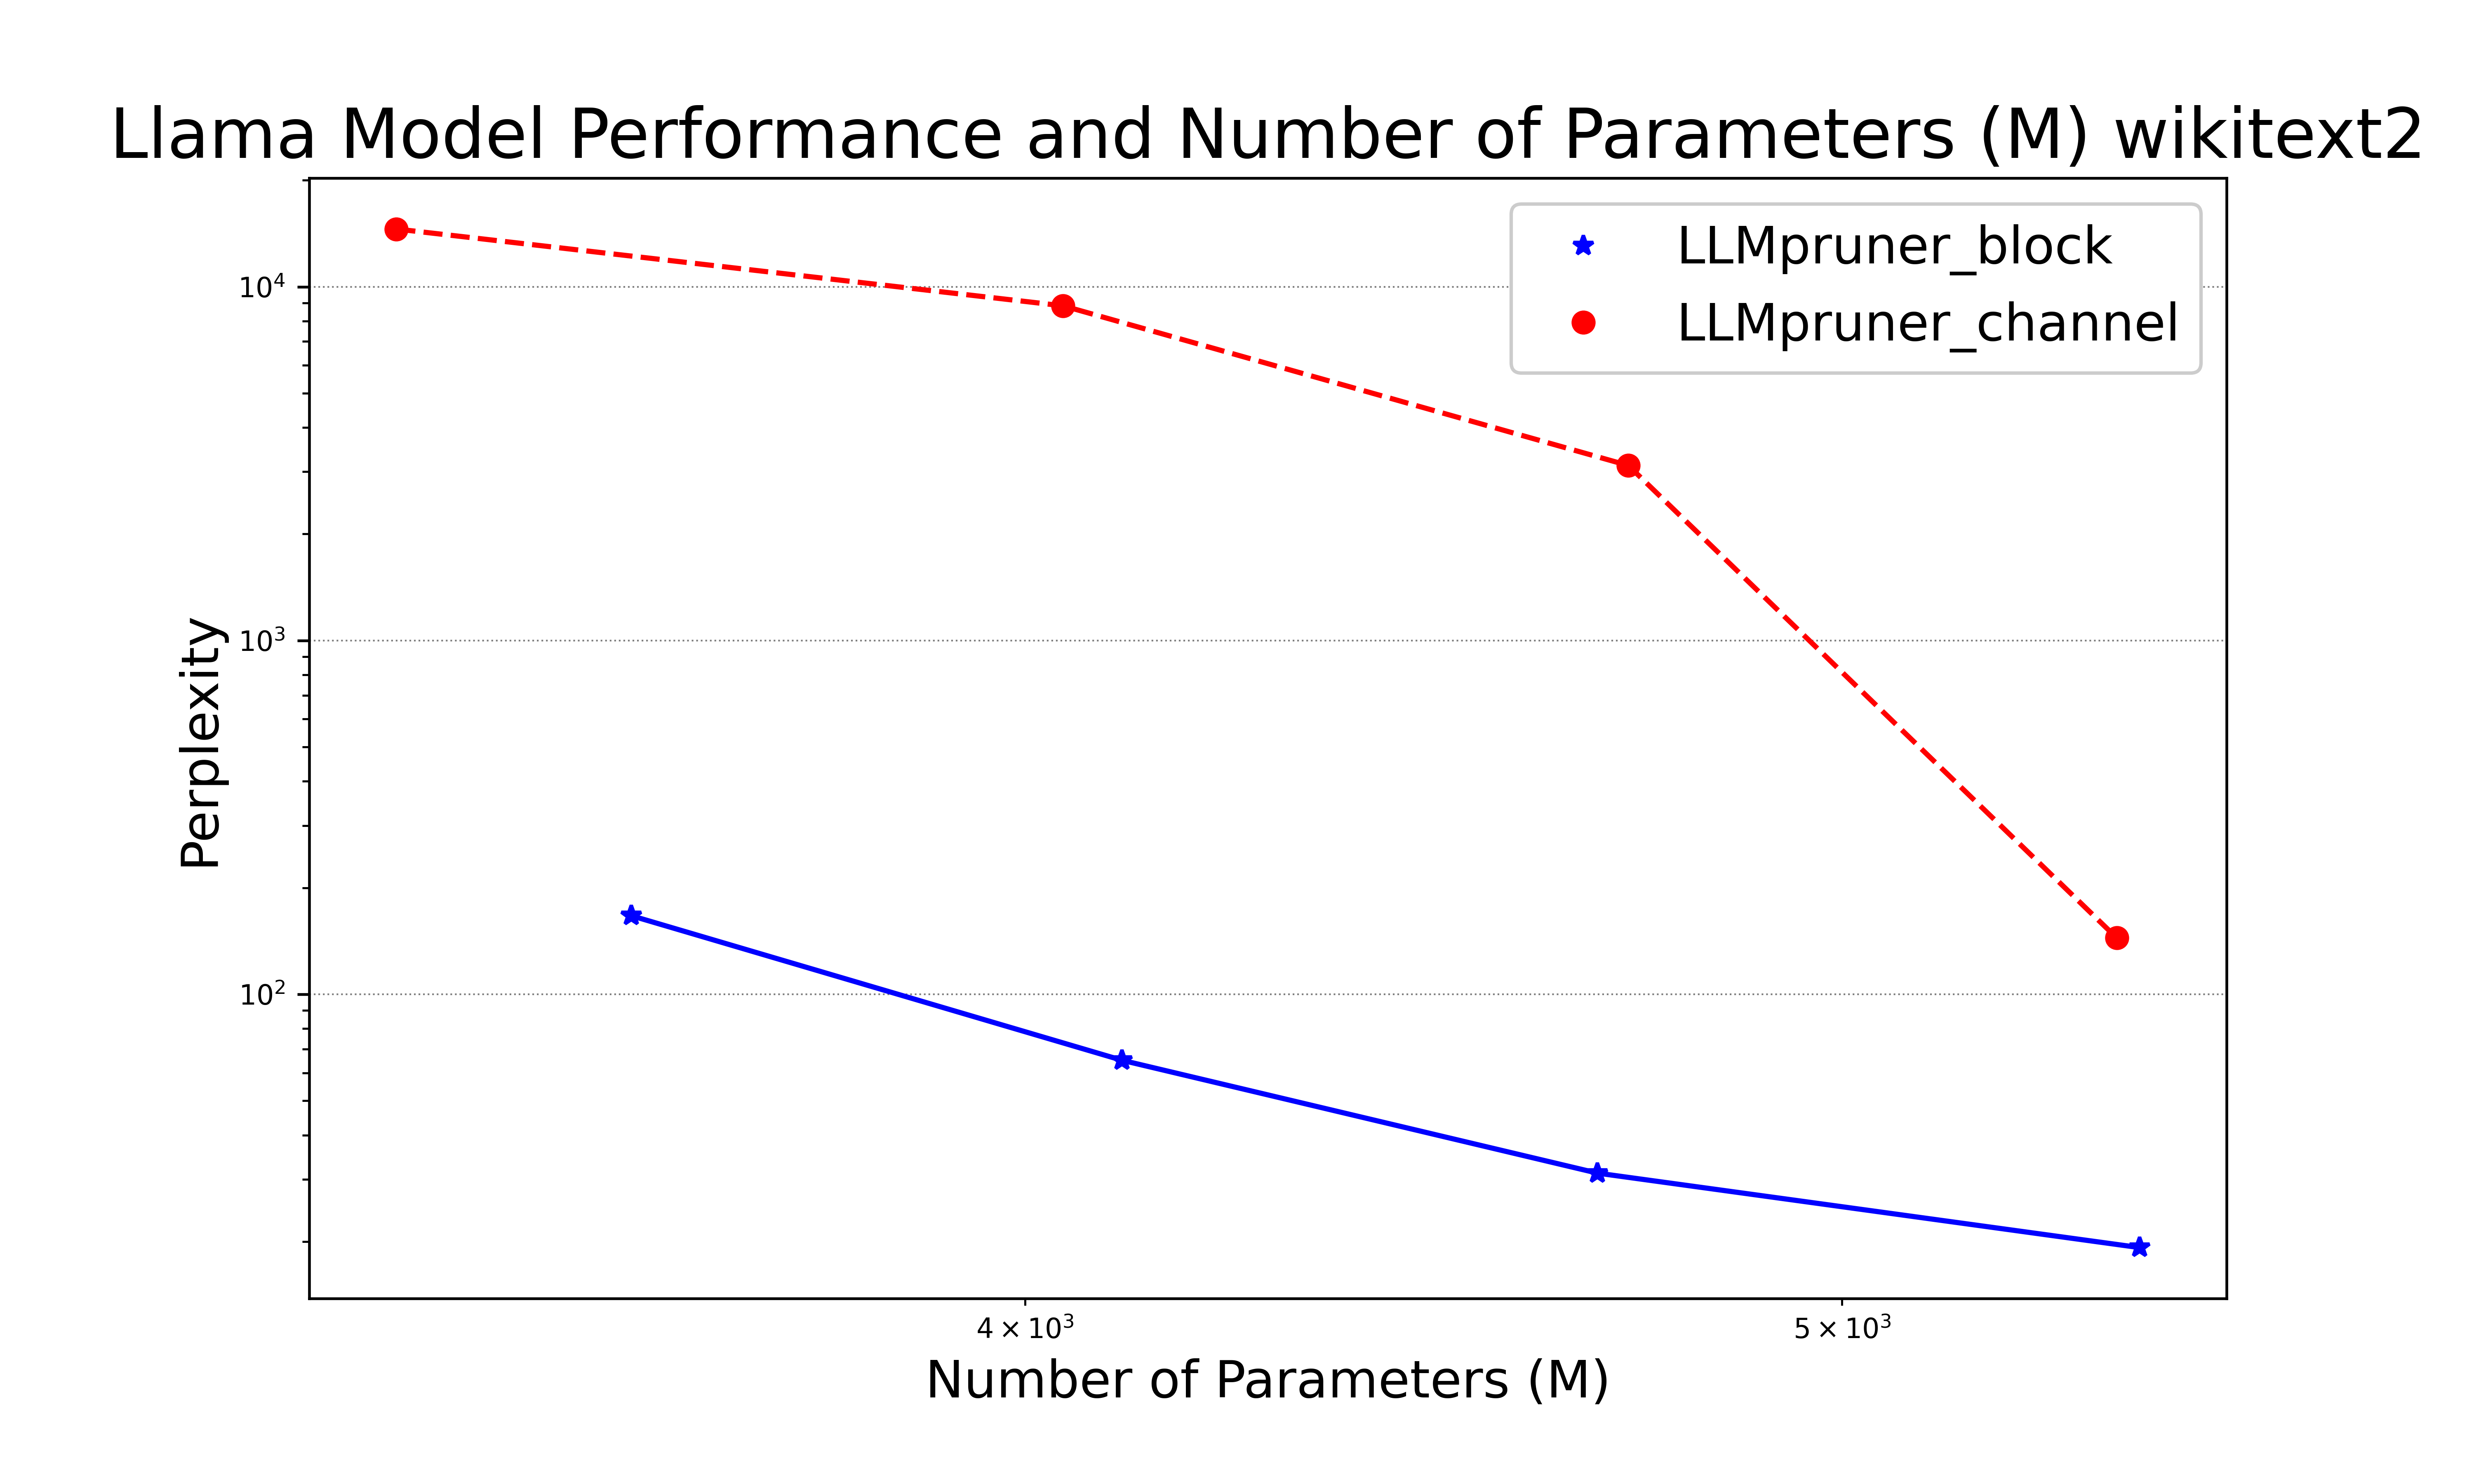 Llama Model Performance and Number of Parameters (M) wikitext2
LLMpruner_block
LLMpruner_channel
Perplexity
10⁴
10³
10²
4 × 10³
5 × 10³
Number of Parameters (M)